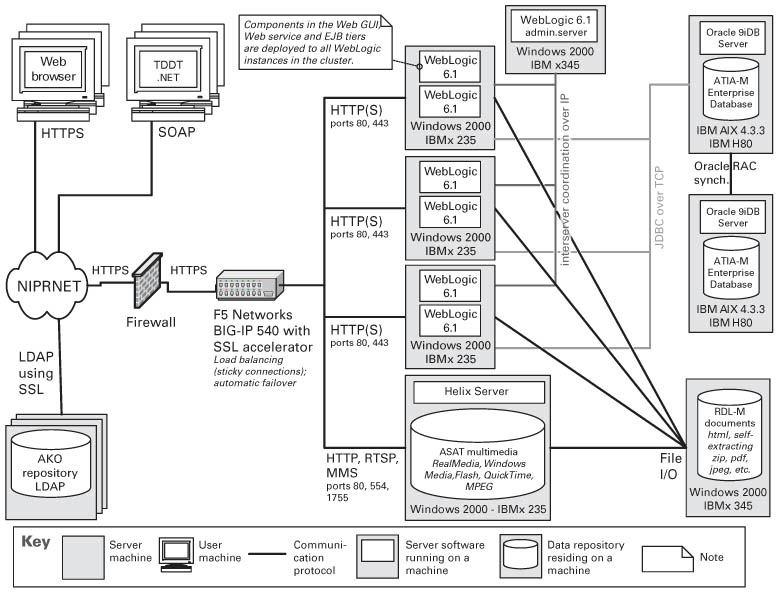 Components in the Web GUI,
Web service and EJB tiers
are deployed to all WebLogic
instances in the cluster.
WebLogic 6.1
admin.server
Windows 2000
IBM x345
Web
browser
TDDT
.NET
HTTPS
SOAP
WebLogic
6.1
WebLogic
6.1
Windows 2000
IBMx 235
HTTP(S)
ports 80, 443
Oracle 9iDB
Server
ATIA-M
Enterprise
Database
IBM AIX 4.3.3
IBM H80
Oracle RAC
synch.
WebLogic
6.1
WebLogic
6.1
Windows 2000
IBMx 235
HTTP(S)
ports 80, 443
interserver coordination over IP
JDBC over TCP
Oracle 9iDB
Server
ATIA-M
Enterprise
Database
IBM AIX 4.3.3
IBM H80
NIPRNET
HTTPS
Firewall
HTTPS
F5 Networks
BIG-IP 540 with
SSL accelerator
Load balancing
(sticky connections);
automatic failover
WebLogic
6.1
WebLogic
6.1
Windows 2000
IBMx 235
HTTP(S)
ports 80, 443
LDAP
using
SSL
AKO
repository
LDAP
HTTP, RTSP,
MMS
ports 80, 554,
1755
Helix Server
ASAT multimedia
RealMedia, Windows
Media,Flash, QuickTime,
MPEG
Windows 2000 - IBMx 235
File
I/O
RDL-M
documents
html, self-
extracting
zip, pdf,
jpeg, etc.
Windows 2000
IBMx 345
Key
Server
machine
User
machine
Communi-
cation
protocol
Server software
running on a
machine
Data repository
residing on a
machine
Note